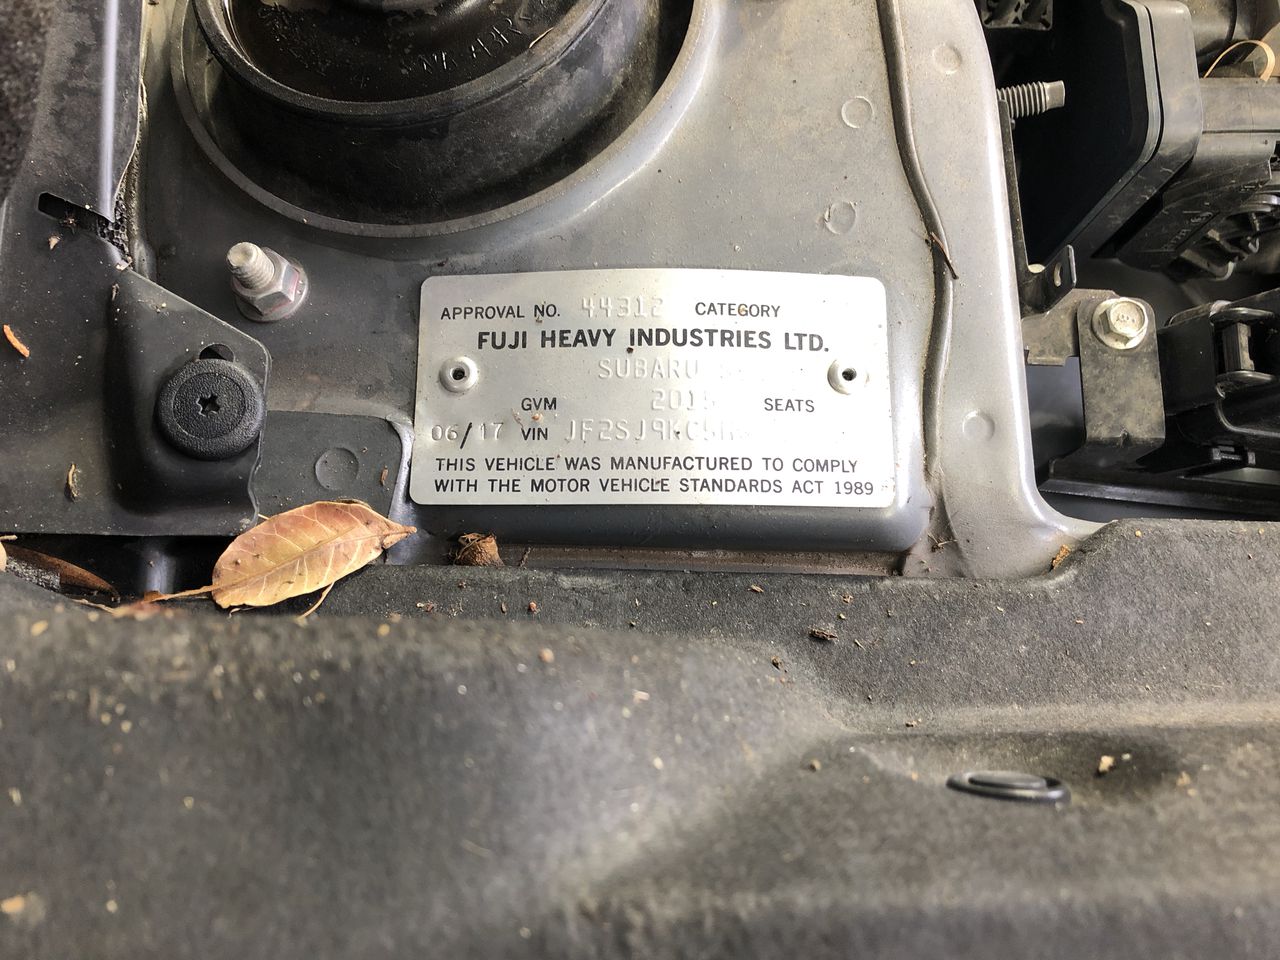 APPROVAL NO. 44312 CATEGORY
FUJI HEAVY INDUSTRIES LTD.
SUBARU
GVM 2015 SEATS
06/17 VIN
THIS VEHICLE WAS MANUFACTURED TO COMPLY
WITH THE MOTOR VEHICLE STANDARDS ACT 1989